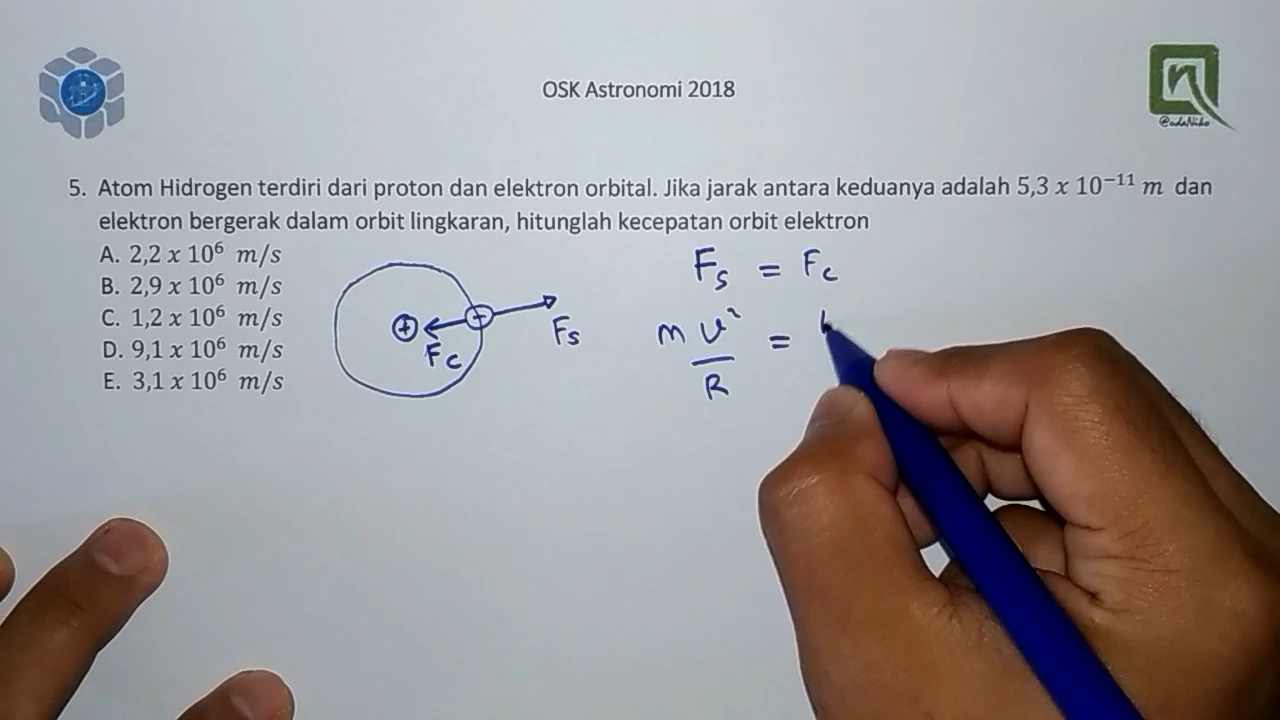 OSK Astronomi 2018
@adaNiko
5. Atom Hidrogen terdiri dari proton dan elektron orbital. Jika jarak antara keduanya adalah 5,3 x 10⁻¹¹ m dan
elektron bergerak dalam orbit lingkaran, hitunglah kecepatan orbit elektron
A. 2,2 x 10⁶ m/s
B. 2,9 x 10⁶ m/s
C. 1,2 x 10⁶ m/s
D. 9,1 x 10⁶ m/s
E. 3,1 x 10⁶ m/s
+ + Fs
Fc
Fs = Fc
m v²
=
R